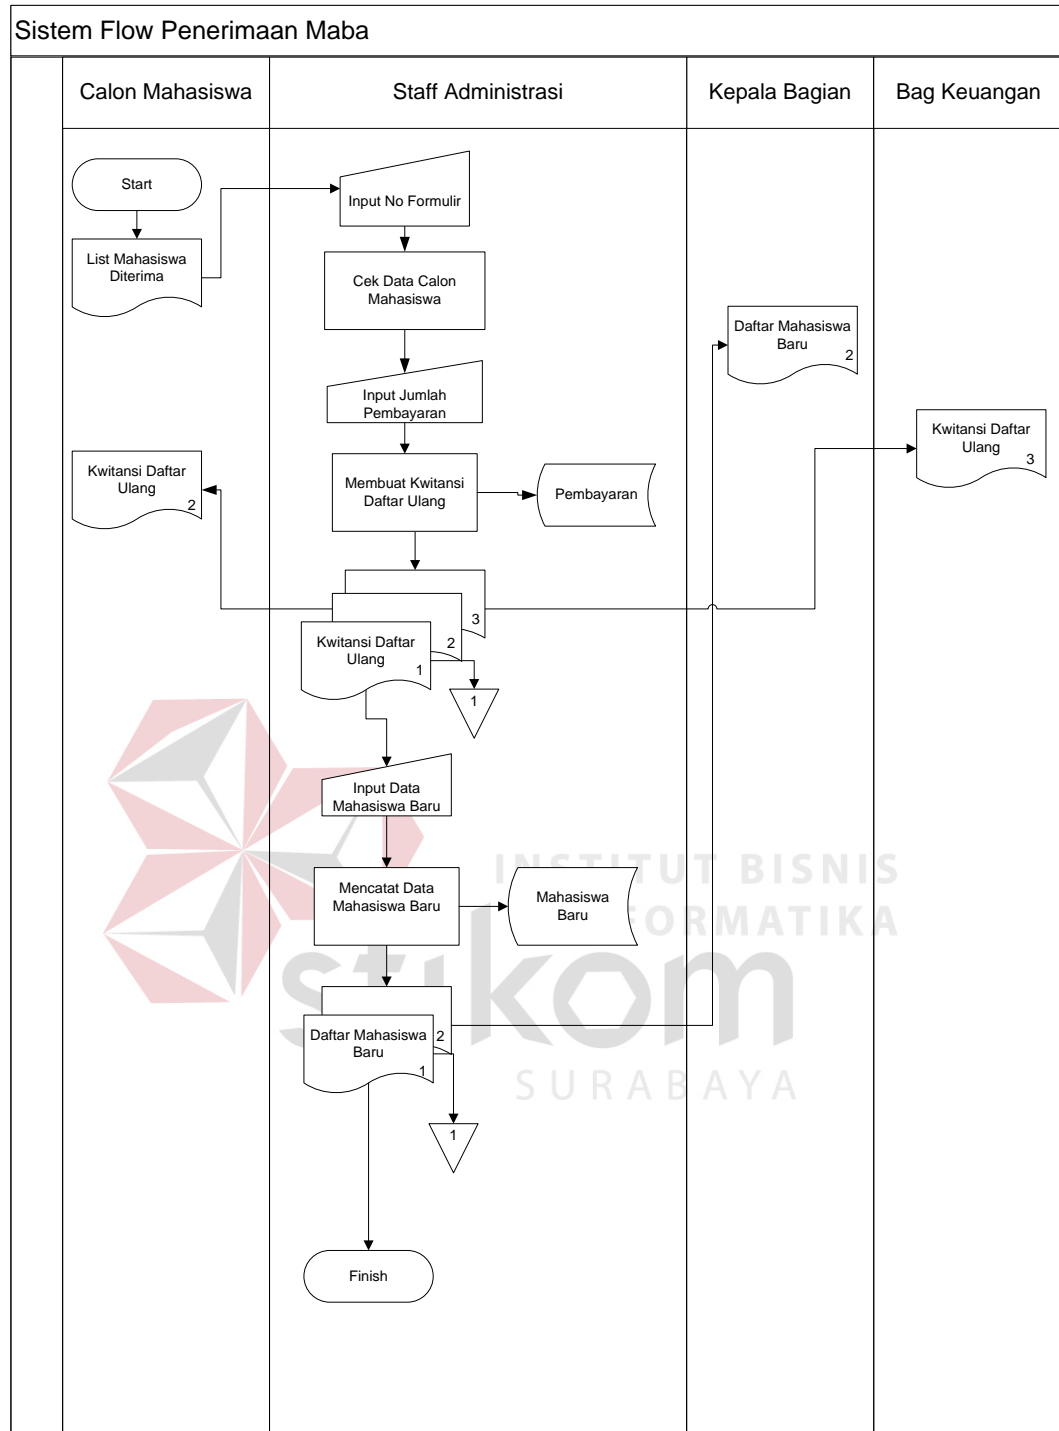 Sistem Flow Penerimaan Maba
Calon Mahasiswa
Staff Administrasi
Kepala Bagian
Bag Keuangan
Start
Input No Formulir
List Mahasiswa
Diterima
Cek Data Calon
Mahasiswa
Daftar Mahasiswa
Baru
2
Input Jumlah
Pembayaran
Kwitansi Daftar
Ulang
3
Kwitansi Daftar
Ulang
2
Membuat Kwitansi
Daftar Ulang
Pembayaran
3
2
Kwitansi Daftar
Ulang
1
1
Input Data
Mahasiswa Baru
INSTITUT BISNIS
Mencatat Data
Mahasiswa Baru
Mahasiswa
Baru
FORMATIKA
stikom
2
Daftar Mahasiswa
Baru
1
SURABAYA
1
Finish